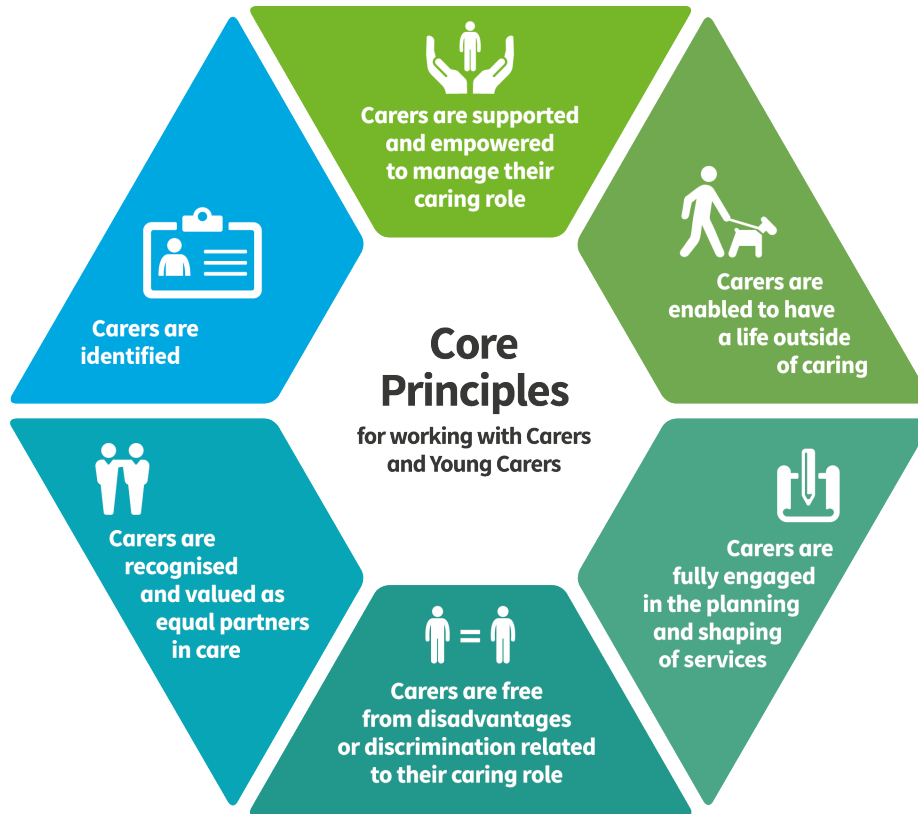 Core
Principles
for working with Carers
and Young Carers
Carers are
identified
Carers are supported
and empowered
to manage their
caring role
Carers are
enabled to have
a life outside
of caring
Carers are
fully engaged
in the planning
and shaping
of services
Carers are free
from disadvantages
or discrimination related
to their caring role
Carers are
recognised
and valued as
equal partners
in care